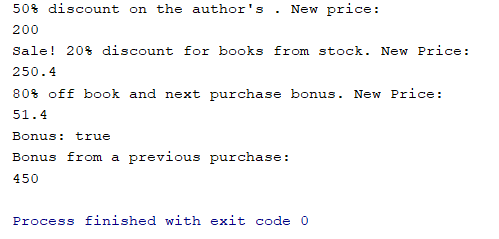 50% discount on the author's . New price:
200
Sale! 20% discount for books from stock. New Price:
250.4
80% off book and next purchase bonus. New Price:
51.4
Bonus: true
Bonus from a previous purchase:
450
Process finished with exit code 0